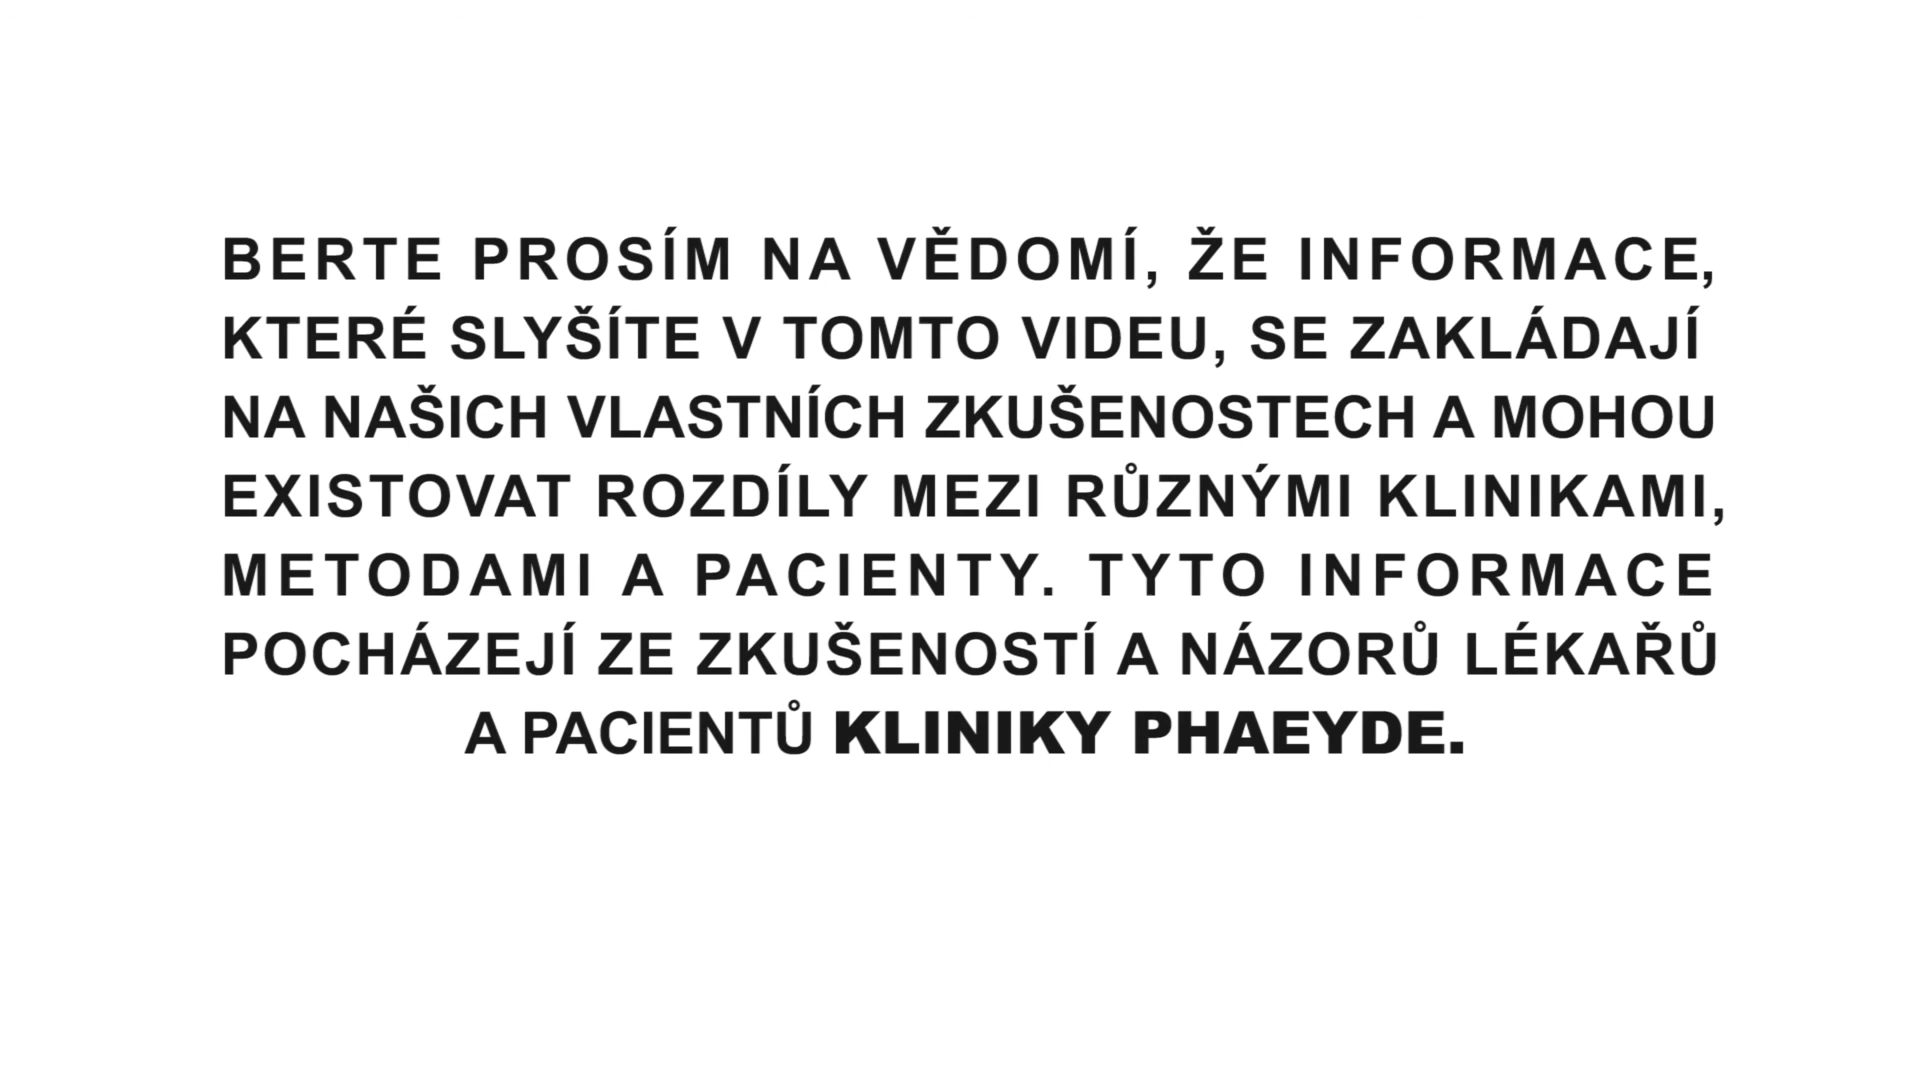 BERTE PROSÍM NA VĚDOMÍ, ŽE INFORMACE,
KTERÉ SLYŠÍTE V TOMTO VIDEU, SE ZAKLÁDAJÍ
NA NAŠICH VLASTNÍCH ZKUŠENOSTECH A MOHOU
EXISTOVAT ROZDÍLY MEZI RŮZNÝMI KLINIKAMI,
METODAMI A PACIENTY. TYTO INFORMACE
POCHÁZEJÍ ZE ZKUŠENOSTÍ A NÁZORŮ LÉKAŘŮ
A PACIENTŮ KLINIKY PHAEYDE.